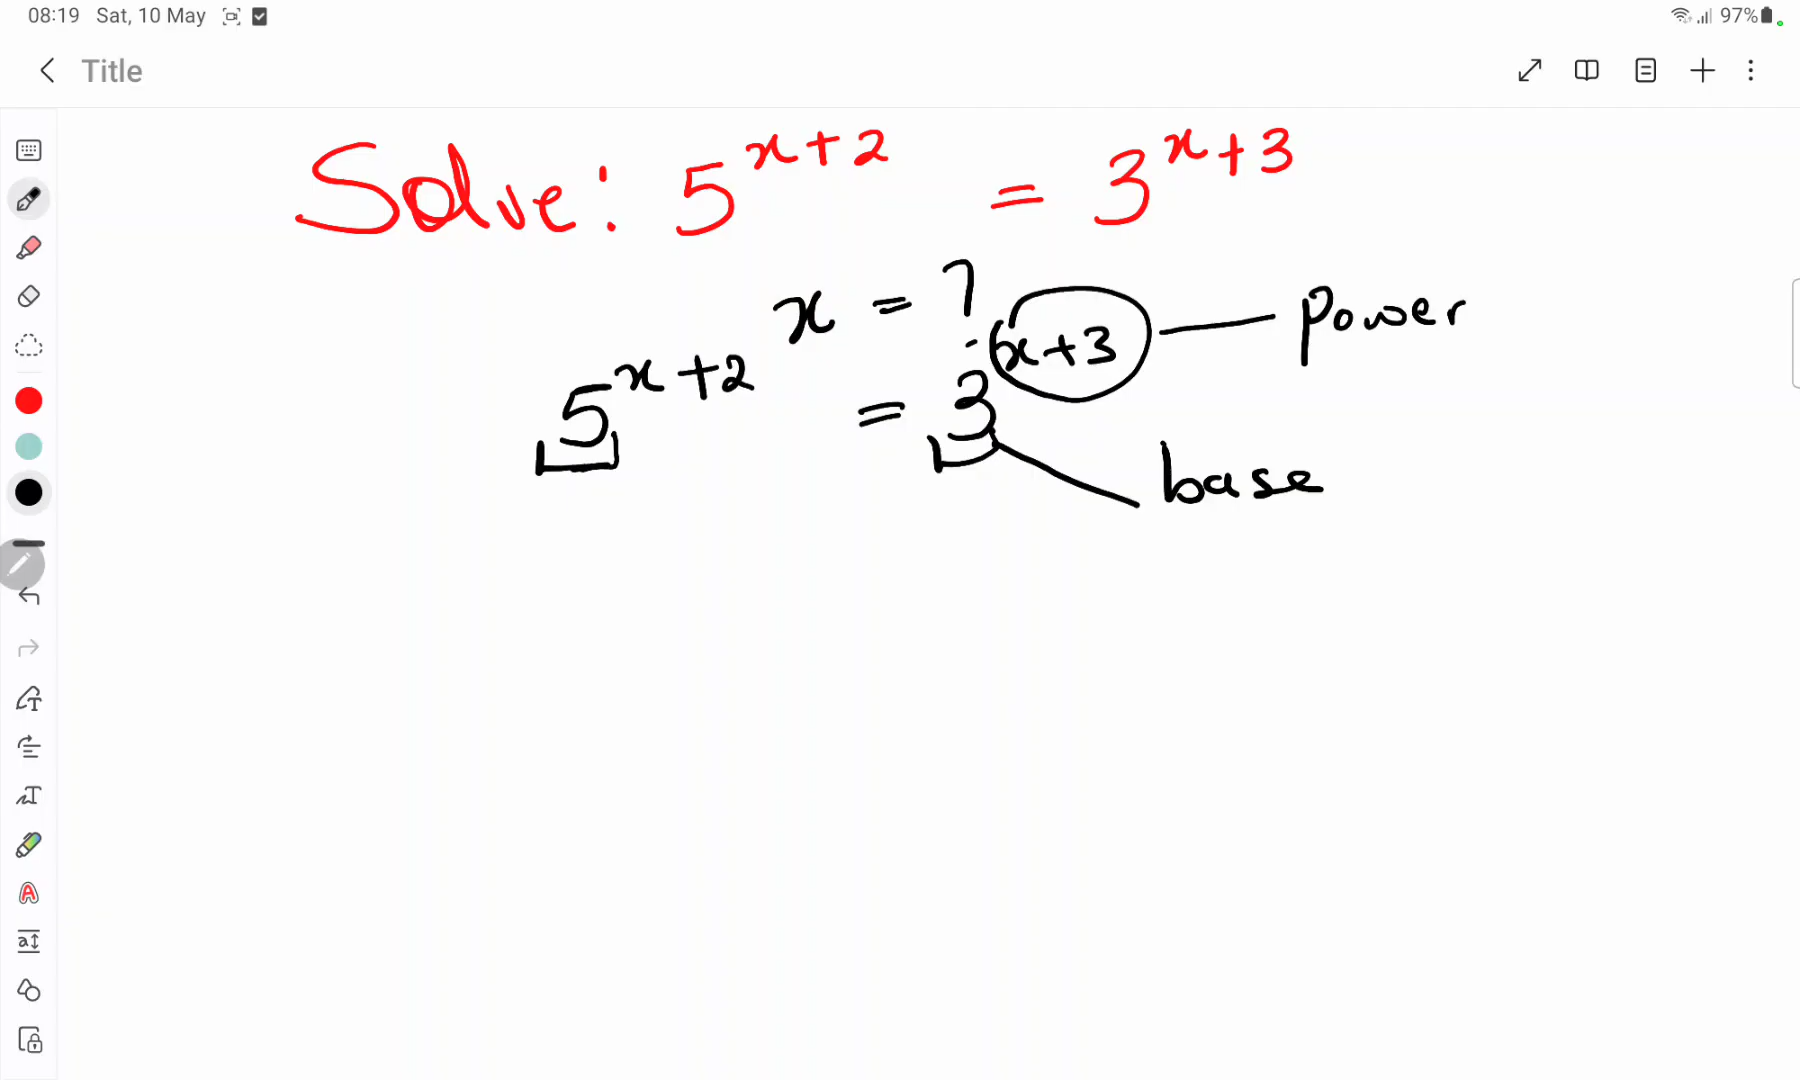 08:19 Sat, 10 May
97%
Title
Solve: 5^{x+2} = 3^{x+3}
x = ?
5^{x+2} = 3^{x+3}
Power
base